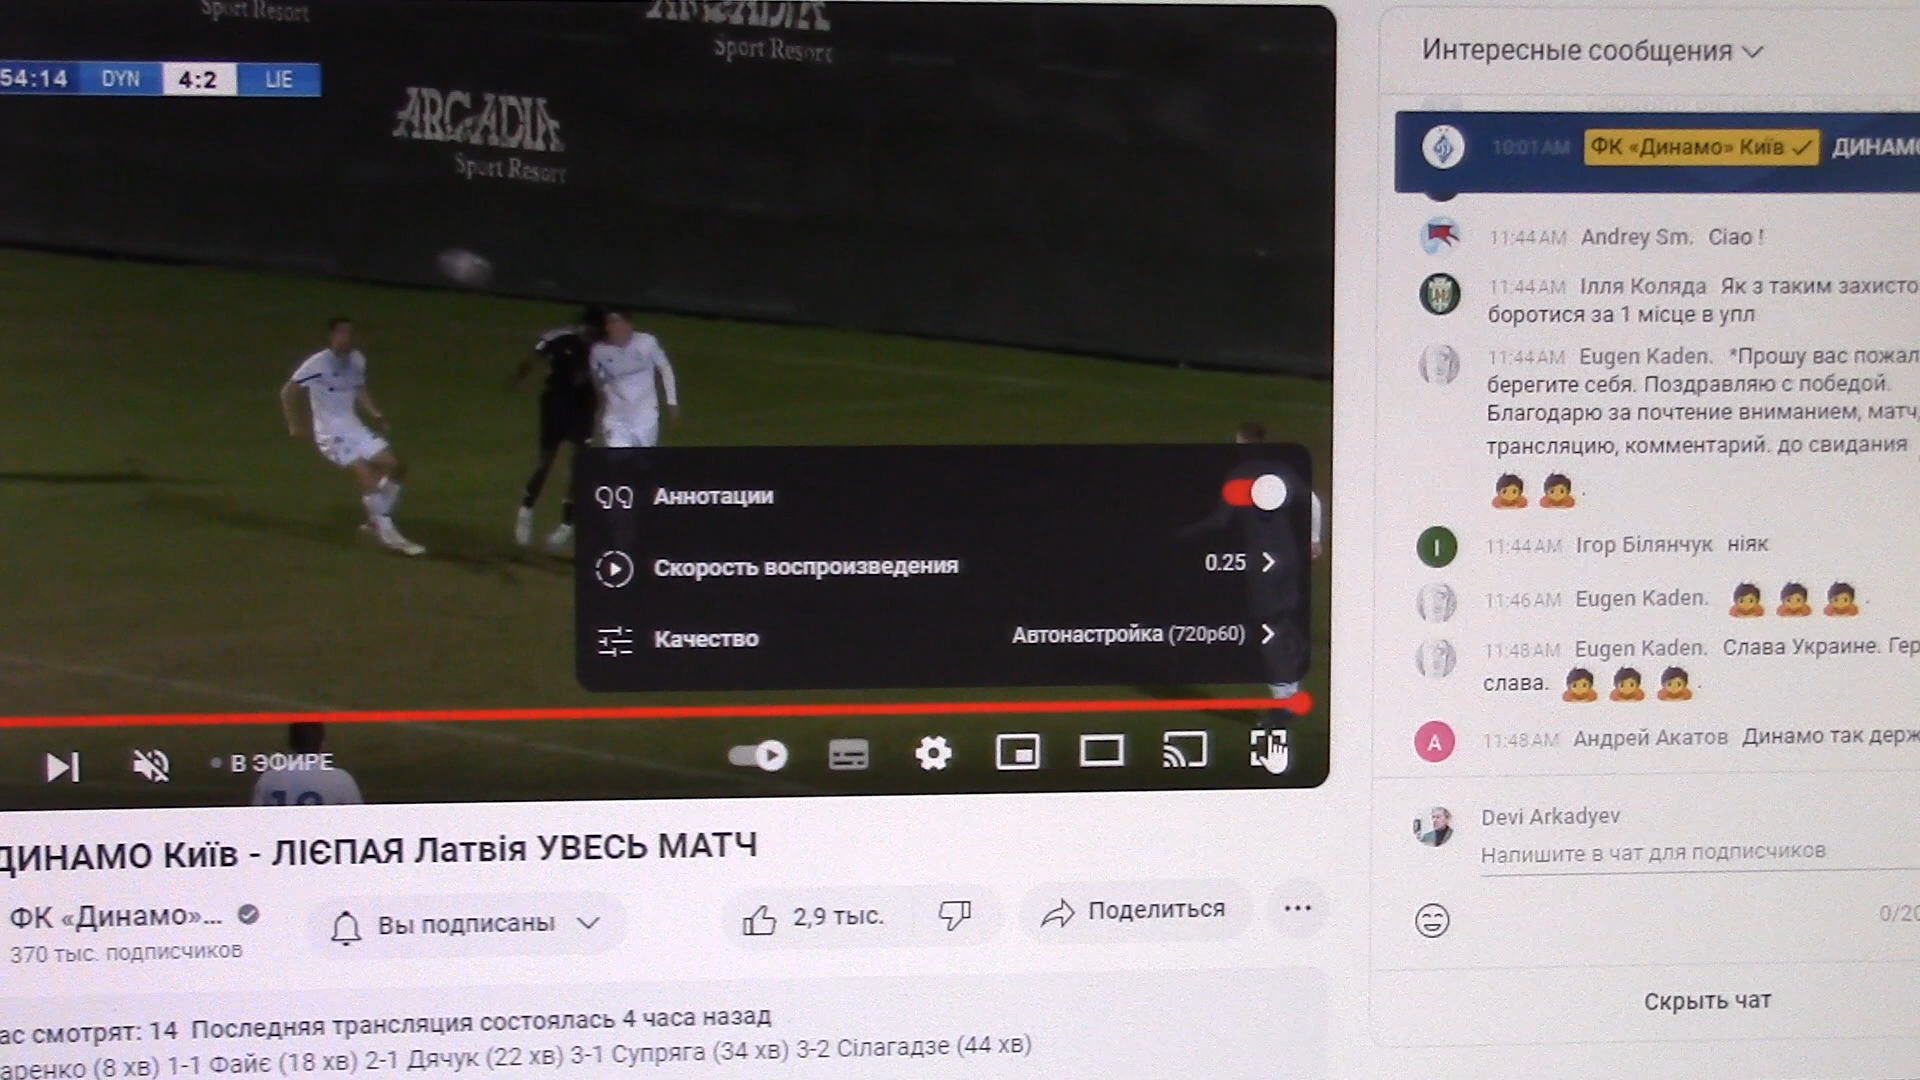 Sport Resort
ARCADIA
Sport Resort
54:14 DYN 4:2 LIE
ARCADIA
Sport Resort
Аннотации
Скорость воспроизведения 0.25
Качество Автонастройка (720p60)
В ЭФИРЕ
ДИНАМО Київ - ЛІЄПАЯ Латвія УВЕСЬ МАТЧ
ФК «Динамо»...
370 тыс. подписчиков
Вы подписаны
2,9 тыс.
Поделиться
ас смотрят: 14 Последняя трансляция состоялась 4 часа назад
аренко (8 хв) 1-1 Файє (18 хв) 2-1 Дячук (22 хв) 3-1 Супряга (34 хв) 3-2 Сілагадзе (44 хв)
Интересные сообщения
10:01 AM ФК «Динамо» Київ ДИНАМО
11:44 AM Andrey Sm. Ciao !
11:44 AM Ілля Коляда Як з таким захисто
боротися за 1 місце в упл
11:44 AM Eugen Kaden. *Прошу вас пожал
берегите себя. Поздравляю с победой.
Благодарю за почтение вниманием, матч,
трансляцию, комментарий. до свидания
.
11:44 AM Ігор Білянчук ніяк
11:46 AM Eugen Kaden. .
11:48 AM Eugen Kaden. Слава Украине. Гер
слава. .
11:48 AM Андрей Акатов Динамо так держ
Devi Arkadyev
Напишите в чат для подписчиков
0/20
Скрыть чат